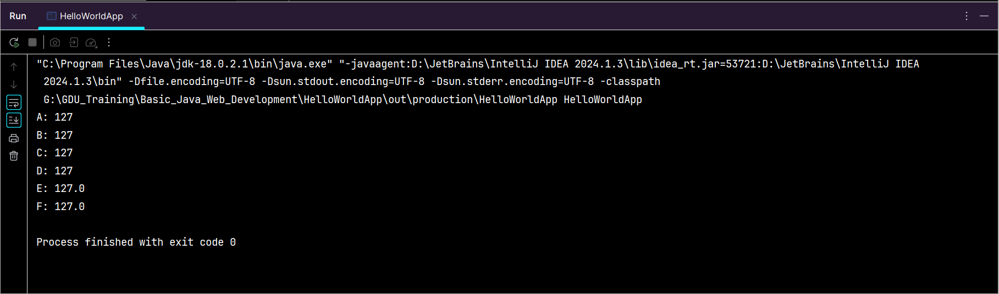 Run HelloWorldApp
"C:\Program Files\Java\jdk-18.0.2.1\bin\java.exe" "-javaagent:D:\JetBrains\IntelliJ IDEA 2024.1.3\lib\idea_rt.jar=53721:D:\JetBrains\IntelliJ IDEA
2024.1.3\bin" -Dfile.encoding=UTF-8 -Dsun.stdout.encoding=UTF-8 -Dsun.stderr.encoding=UTF-8 -classpath
G:\GDU_Training\Basic_Java_Web_Development\HelloWorldApp\out\production\HelloWorldApp HelloWorldApp
A: 127
B: 127
C: 127
D: 127
E: 127.0
F: 127.0
Process finished with exit code 0